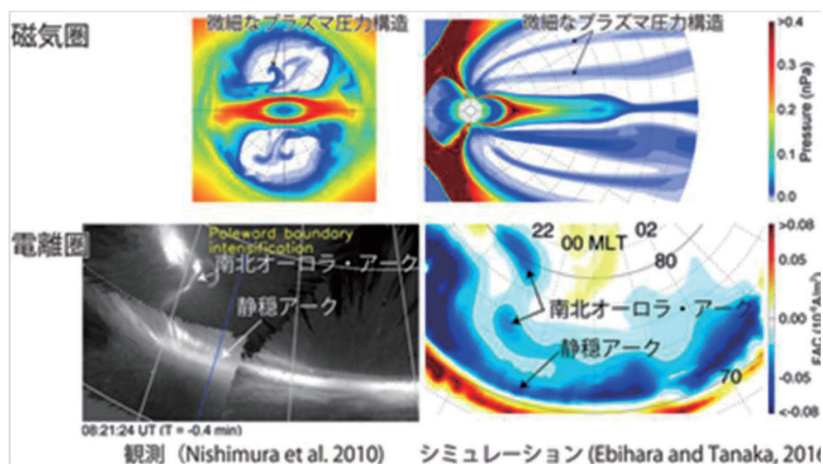 磁気圏
微細なプラズマ圧力構造
微細なプラズマ圧力構造
>0.4
0.3
0.2
0.1
0.0
Pressure (nPa)
電離圏
Poleward boundary
intensification
南北オーロラ・アーク
静穏アーク
08:21:24 UT (T = -0.4 min)
22
00 MLT
02
80
南北オーロラ・アーク
静穏アーク
70
>0.08
0.05
0.00
-0.05
<-0.08
観測 (Nishimura et al. 2010)
シミュレーション (Ebihara and Tanaka, 2016